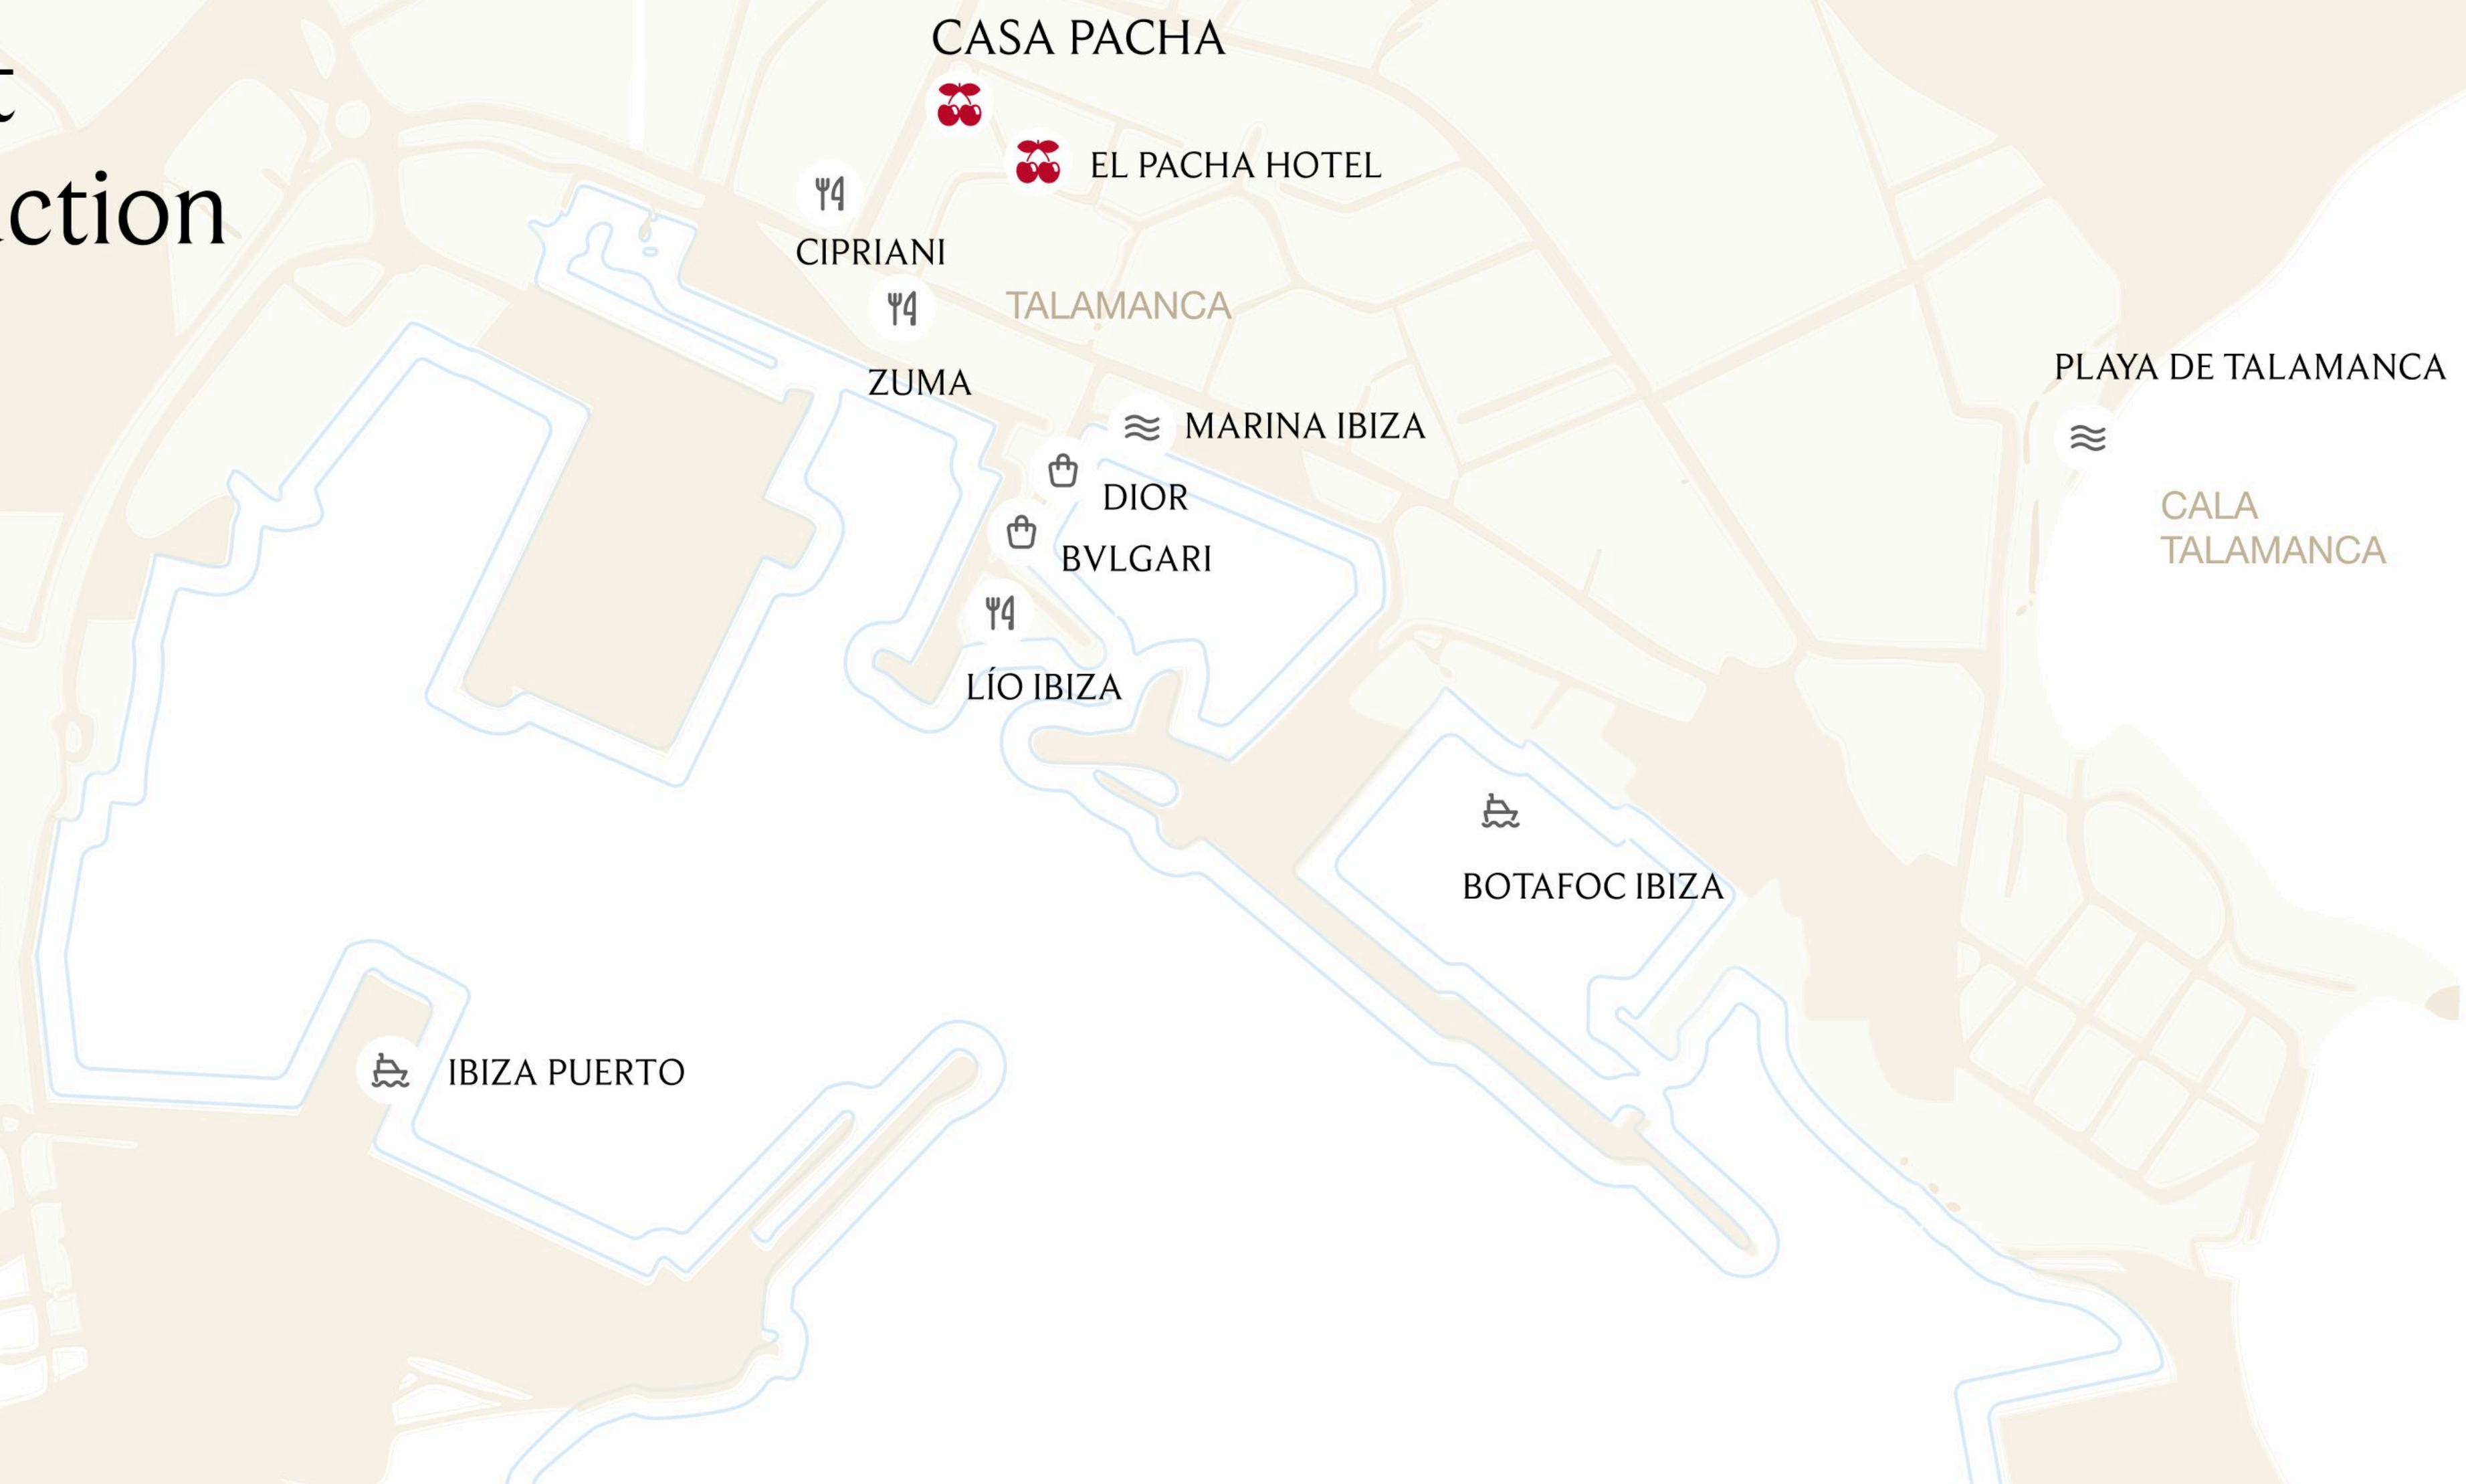 CASA PACHA
ction
EL PACHA HOTEL
CIPRIANI
TALAMANCA
ZUMA
PLAYA DE TALAMANCA
MARINA IBIZA
DIOR
CALA
TALAMANCA
BVLGARI
LÍO IBIZA
BOTAFOC IBIZA
IBIZA PUERTO